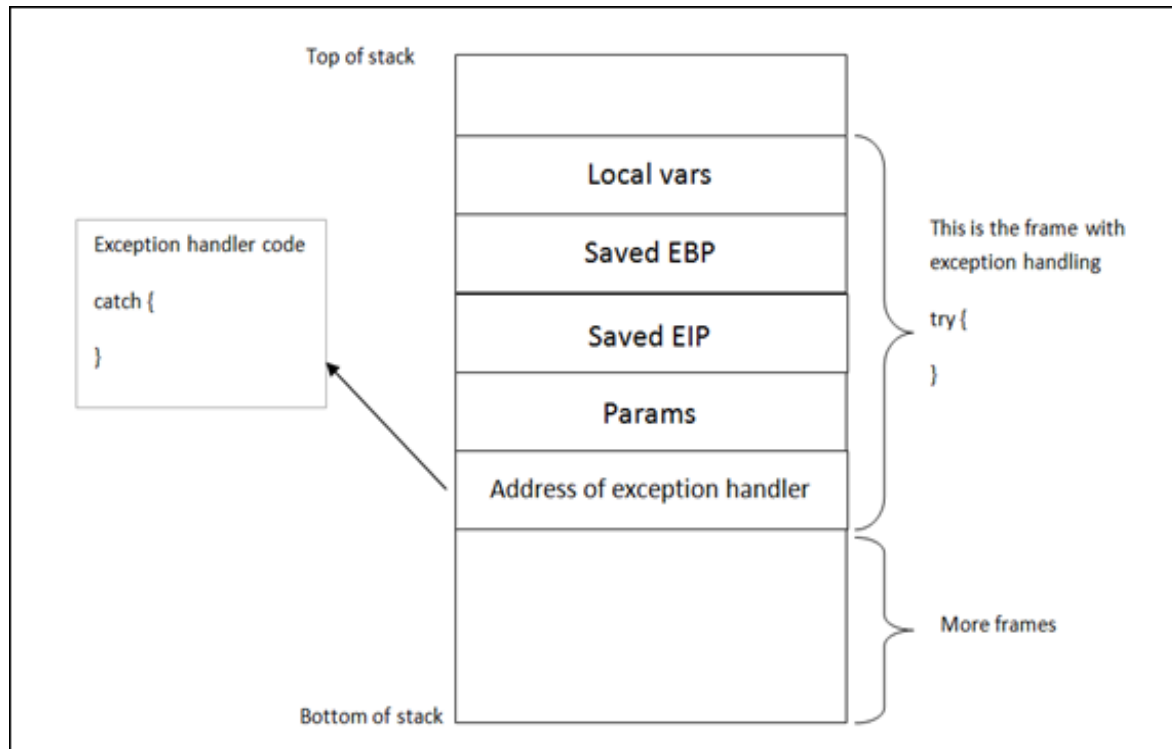 Top of stack
Local vars
Saved EBP
Saved EIP
Params
Address of exception handler
Exception handler code
catch {
}
This is the frame with
exception handling
try {
}
More frames
Bottom of stack